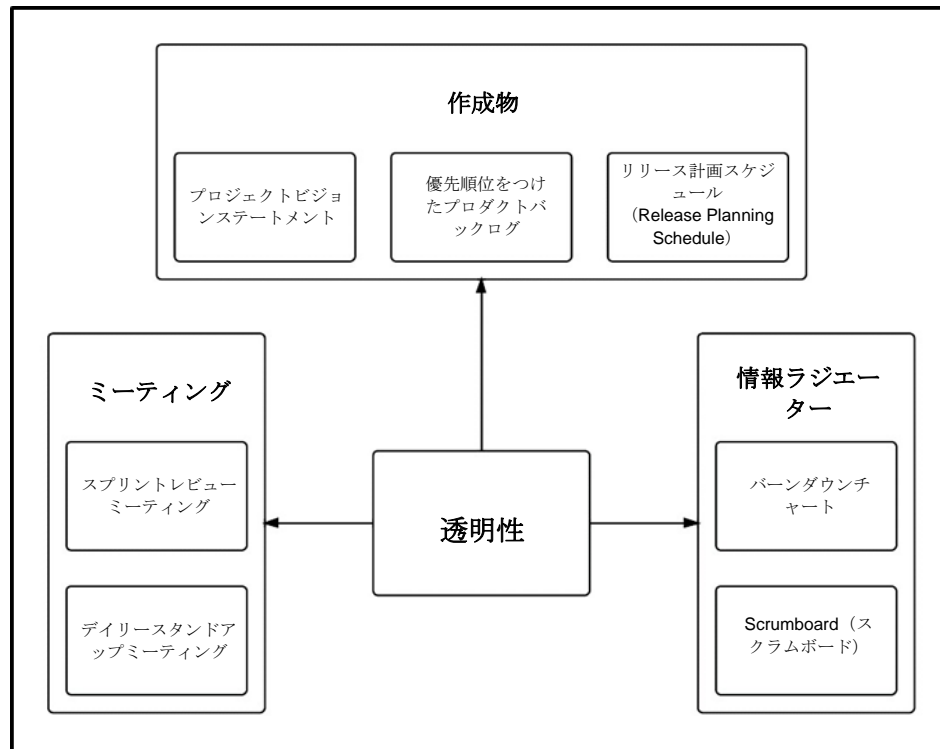 作成物
プロジェクトビジョ
ンステートメント
優先順位をつけ
たプロダクトバ
ックログ
リリース計画スケジ
ュール
（Release Planning
Schedule）
ミーティング
スプリントレビュー
ミーティング
デイリースタンドア
ップミーティング
透明性
情報ラジエー
ター
バーンダウンチ
ャート
Scrumboard（ス
クラムボード）